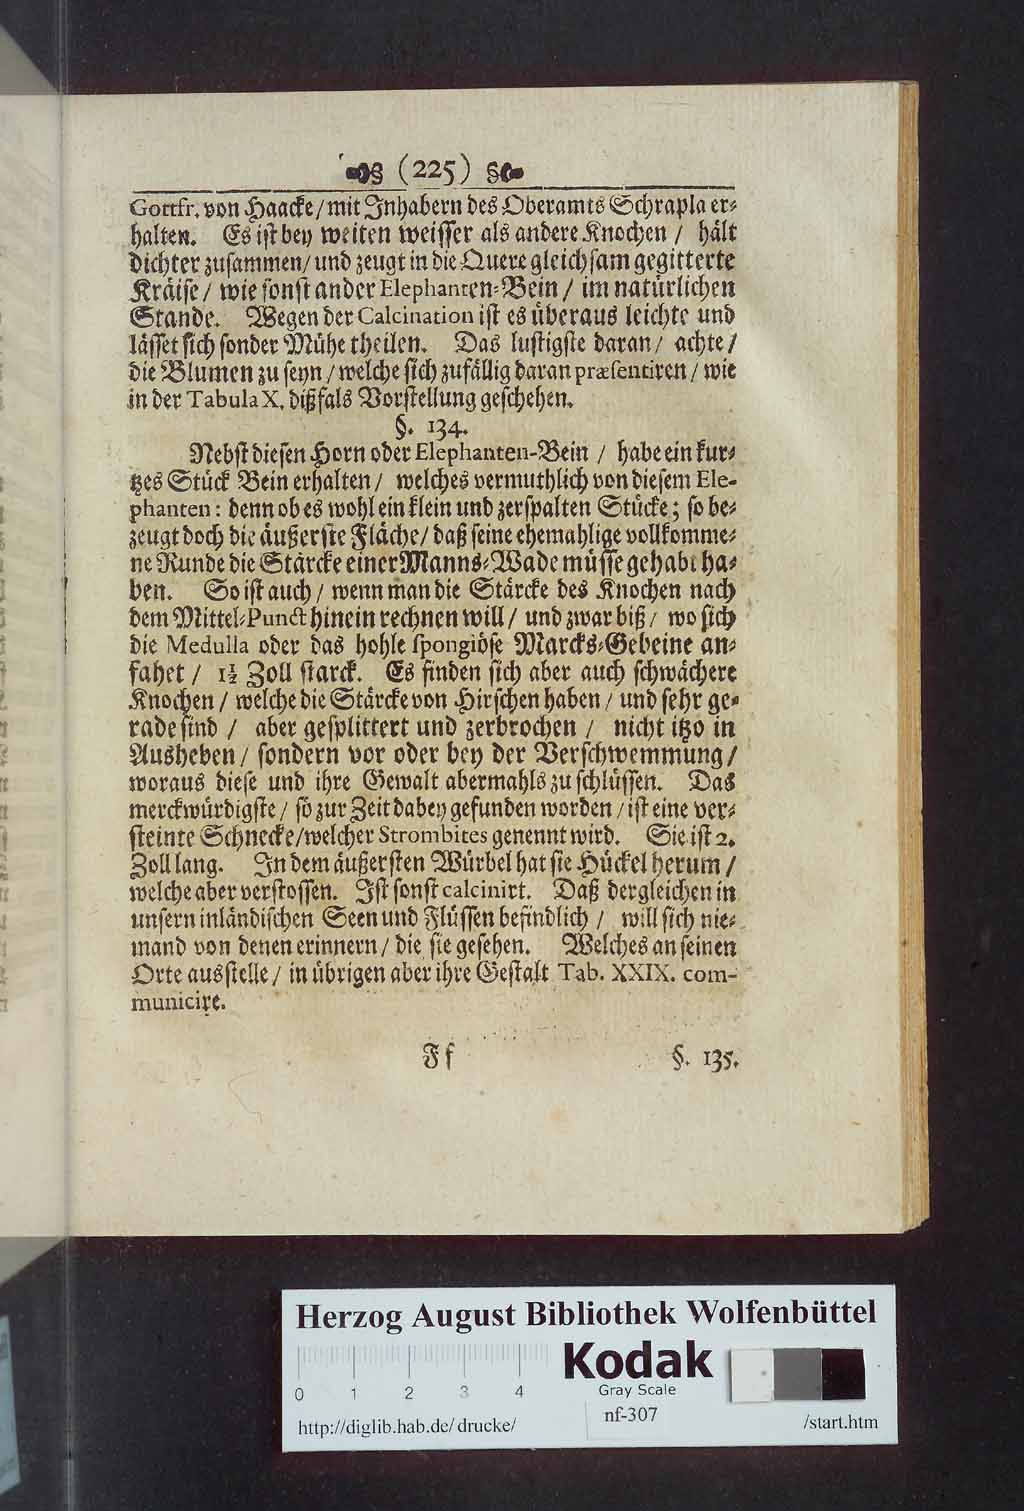 (225)
Gottfr. von Haacke / mit Inhabern des Oberamts Schrapla er-
halten. Es ist bey weiten weisser als andere Knochen / hält
dichter zusammen / und zeugt in die Quere gleichsam gegitterte
Kräise / wie sonst an der Elephanten-Bein / im natürlichen
Stande. Wegen der Calcination ist es überaus leichte und
lässet sich sonder Mühe theilen. Das lustigste daran / achte /
die Blumen zu seyn / welche sich zufällig daran præsentiren / wie
in der Tabula X. dißfals Vorstellung geschehen.
§. 134.
Nebst diesen Horn oder Elephanten-Bein / habe ein kur-
tzes Stück Bein erhalten / welches vermuthlich von diesem Ele-
phanten: denn ob es wohl ein klein und zerspalten Stücke; so be-
zeugt doch die äußerste Fläche / daß seine ehemahlige vollkomme-
ne Runde die Stärcke einer Manns-Wade müsse gehabt ha-
ben. So ist auch / wenn man die Stärcke des Knochen nach
dem Mittel-Punct hinein rechnen will / und zwar biß / wo sich
die Medulla oder das hohle spongiöse Marcks-Gebeine an-
fahet / 1½ Zoll starck. Es finden sich aber auch schwächere
Knochen / welche die Stärcke von Hirschen haben / und sehr ge-
rade sind / aber gesplittert und zerbrochen / nicht itzo in
Ausheben / sondern vor oder bey der Verschwemmung /
woraus diese und ihre Gewalt abermahls zu schlüssen. Das
merckwürdigste / so zur Zeit dabey gefunden worden / ist eine ver-
steinte Schnecke / welcher Strombites genennt wird. Sie ist 2.
Zoll lang. In dem äußersten Würbel hat sie Hückel herum /
welche aber verstossen. Ist sonst calcinirt. Daß dergleichen in
unsern inländischen Seen und Flüssen befindlich / will sich nie-
mand von denen erinnern / die sie gesehen. Welches an seinen
Orte ausstelle / in übrigen aber ihre Gestalt Tab. XXIX. com-
municire.
Ff §. 135.
Herzog August Bibliothek Wolfenbüttel
Kodak
Gray Scale
0 1 2 3 4
nf-307
http://diglib.hab.de/drucke/ /start.htm